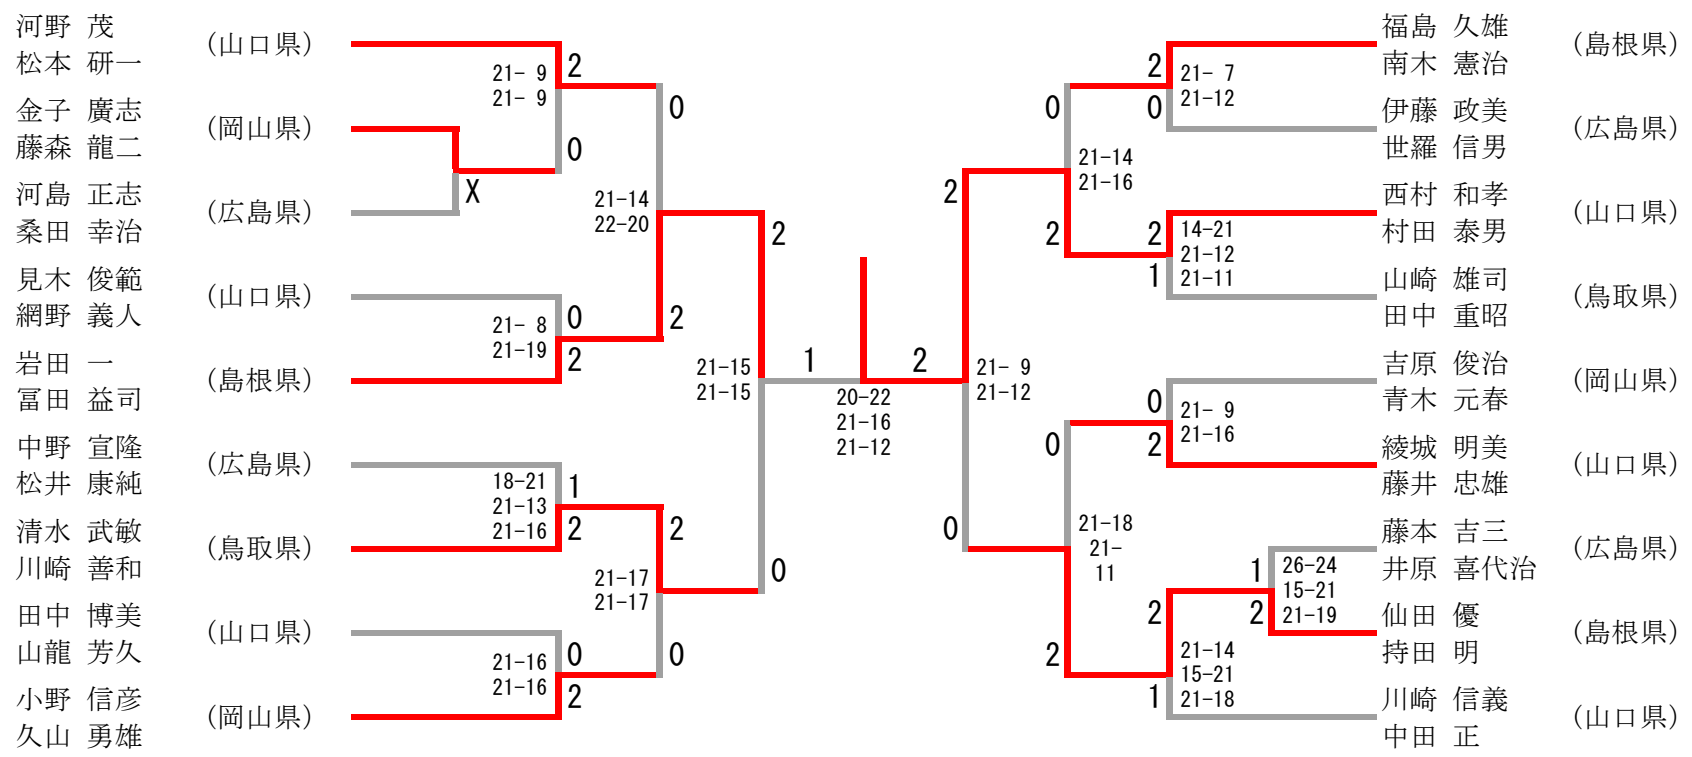 河野 茂
松本 研一
(山口県)
金子 廣志
藤森 龍二
(岡山県)
河島 正志
桑田 幸治
(広島県)
見木 俊範
網野 義人
(山口県)
岩田 一
冨田 益司
(島根県)
中野 宣隆
松井 康純
(広島県)
清水 武敏
川崎 善和
(鳥取県)
田中 博美
山龍 芳久
(山口県)
小野 信彦
久山 勇雄
(岡山県)
21- 9
21- 9
2
0
X
21- 8
21-19
0
2
18-21
21-13
21-16
1
2
21-16
21-16
0
2
0
21-14
22-20
2
2
21-17
21-17
0
2
21-15
21-15
0
1
2
20-22
21-16
21-12
2
21- 9
21-12
0
0
21-14
21-16
2
0
21-18
21-
11
2
2
0
21- 7
21-12
2
1
14-21
21-12
21-11
0
2
21- 9
21-16
2
1
21-14
15-21
21-18
1
2
26-24
15-21
21-19
福島 久雄
南木 憲治
(島根県)
伊藤 政美
世羅 信男
(広島県)
西村 和孝
村田 泰男
(山口県)
山崎 雄司
田中 重昭
(鳥取県)
吉原 俊治
青木 元春
(岡山県)
綾城 明美
藤井 忠雄
(山口県)
藤本 吉三
井原 喜代治
(広島県)
仙田 優
持田 明
(島根県)
川崎 信義
中田 正
(山口県)